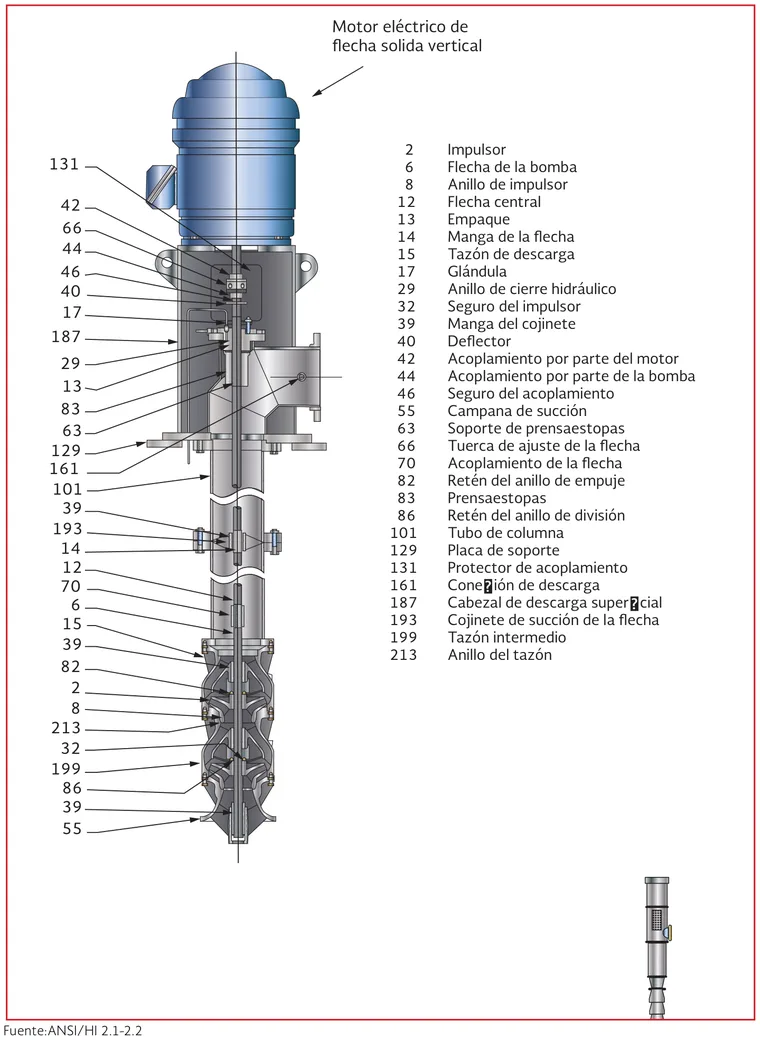 Motor eléctrico de
flecha solida vertical
131
42
66
44
46
40
17
187
29
13
83
63
129
161
101
39
193
14
12
70
6
15
39
82
2
8
213
32
199
86
39
55
2 Impulsor
6 Flecha de la bomba
8 Anillo de impulsor
12 Flecha central
13 Empaque
14 Manga de la flecha
15 Tazón de descarga
17 Glándula
29 Anillo de cierre hidráulico
32 Seguro del impulsor
39 Manga del cojinete
40 Deflector
42 Acoplamiento por parte del motor
44 Acoplamiento por parte de la bomba
46 Seguro del acoplamiento
55 Campana de succión
63 Soporte de prensaestopas
66 Tuerca de ajuste de la flecha
70 Acoplamiento de la flecha
82 Retén del anillo de empuje
83 Prensaestopas
86 Retén del anillo de división
101 Tubo de columna
129 Placa de soporte
131 Protector de acoplamiento
161 Cone�ión de descarga
187 Cabezal de descarga super�cial
193 Cojinete de succión de la flecha
199 Tazón intermedio
213 Anillo del tazón
Fuente:ANSI/HI 2.1-2.2